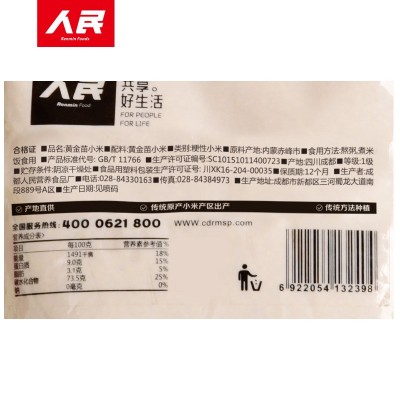 人民
Renmin Foods
人民
Renmin Food
共享。
好生活
FOR PEOPLE
FOR LIFE
合格证 ■品名:黄金苗小米■配料:黄金苗小米■类别:粳性小米■原料产地:内蒙赤峰市■食用方法:熬粥,煮米
饭食用■产品标准代号: GB/T 11766■生产许可证编号:SC10151011400723■产地:四川成都■等级:1级
■贮存条件:阴凉干燥处■食品用塑料包装生产许可证号:川XK16-204-00035■保质期:12个月■出品商:成
都人民营养食品厂■电话:028-84330163■传真:028-84384973■生产地址:成都市新都区三河龍龙大道南
段889号A区■生产日期:见喷码
▶产地直供
▶传统原产小米产区出产
▶传统方法种植
全国服务热线: 400 0621 800
www.cdrmsp.com
营养成分表
每100克 营养素参考值%
能量 1491千焦 18%
蛋白质 9.0克 15%
脂肪 3.1克 5%
碳水化合物 73.5克 25%
钠 0毫克 0%
6 922054 132398